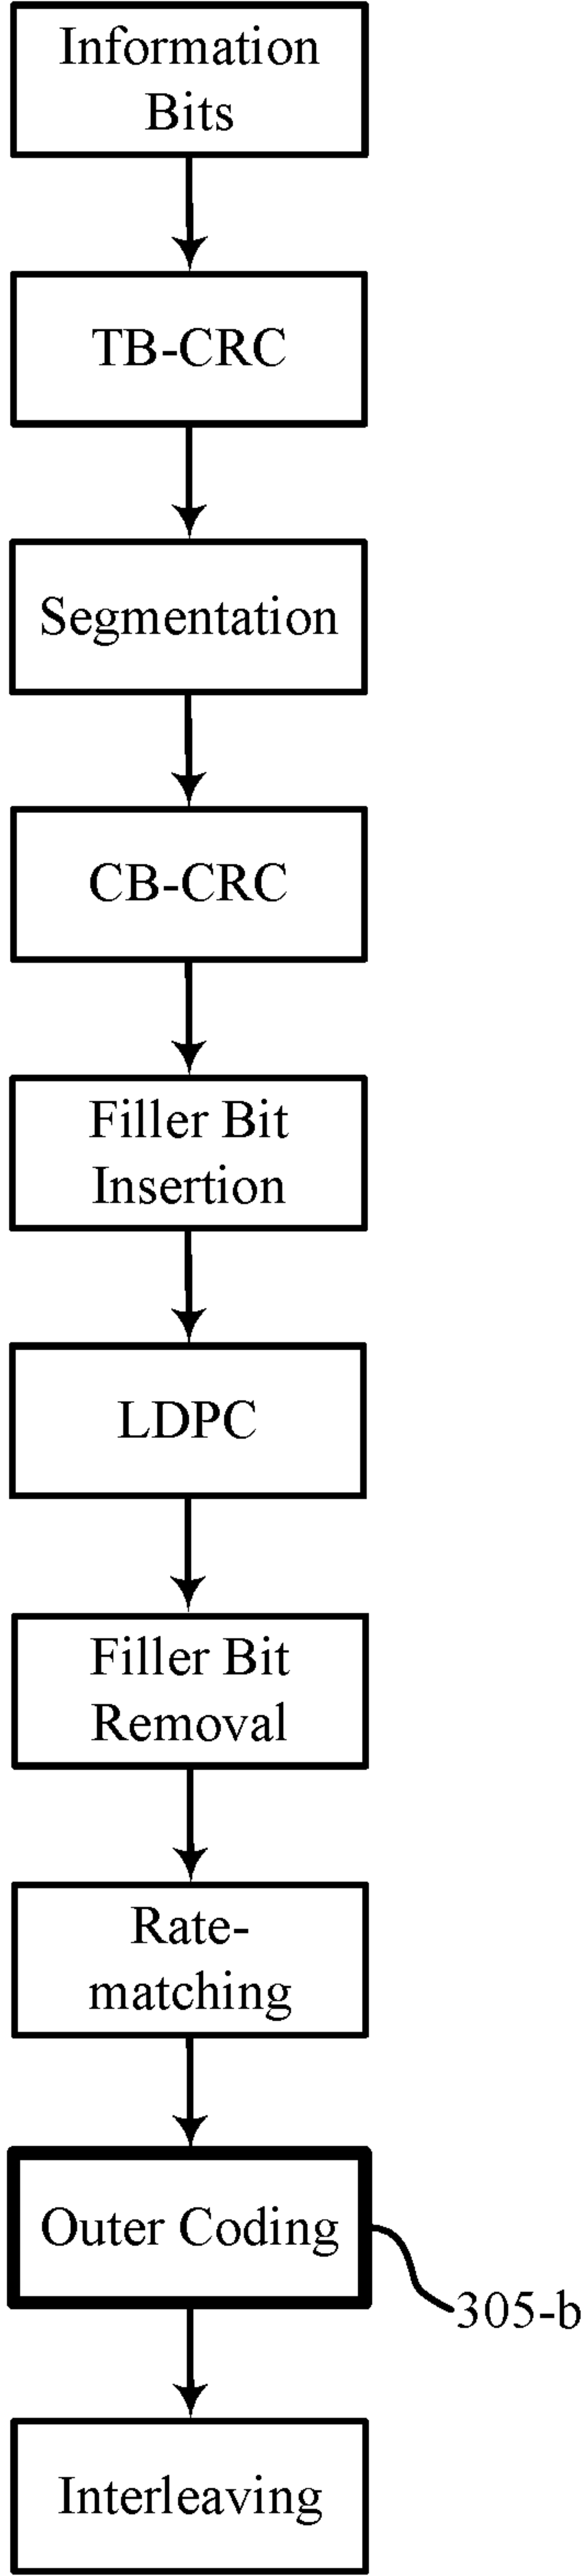 Information
Bits
TB-CRC
Segmentation
CB-CRC
Filler Bit
Insertion
LDPC
Filler Bit
Removal
Rate-
matching
Outer Coding
305-b
Interleaving